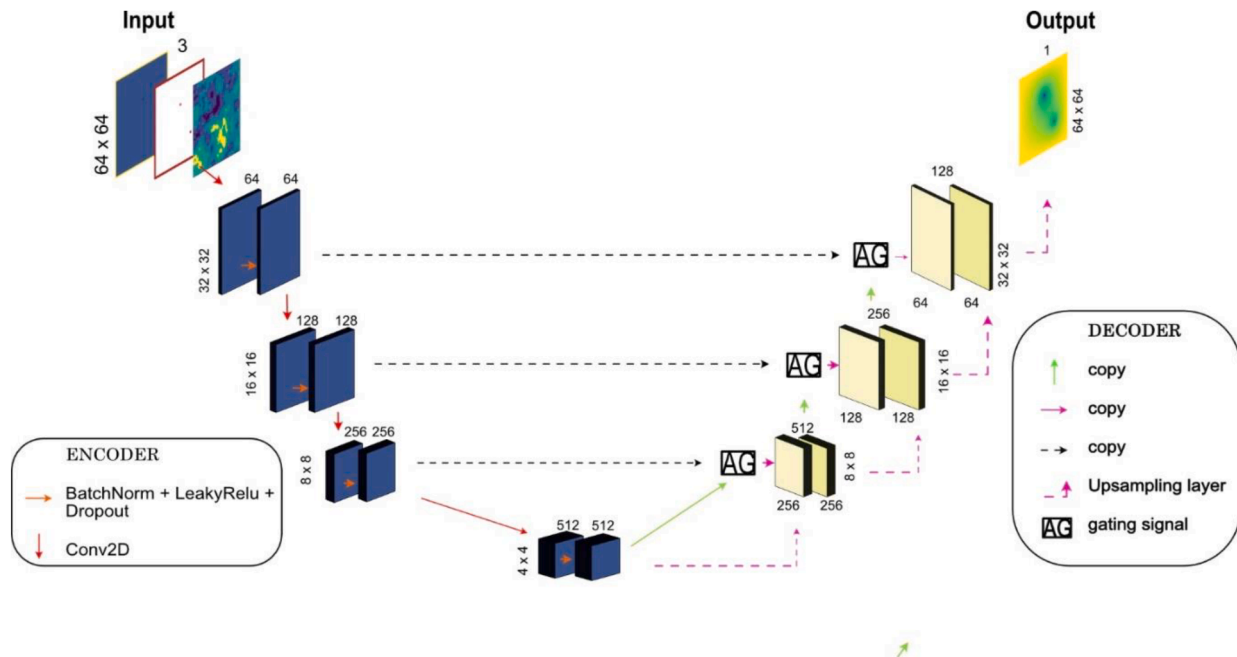 Input
Output
3
1
64 x 64
64 x 64
64 64
128
32 x 32
AG
32 x 32
64 64
128 128
256
16 x 16
AG
16 x 16
128 128
256 256
512
8 x 8
AG
8 x 8
256 256
512 512
4 x 4
ENCODER
BatchNorm + LeakyRelu +
Dropout
Conv2D
DECODER
copy
copy
copy
Upsampling layer
AG gating signal